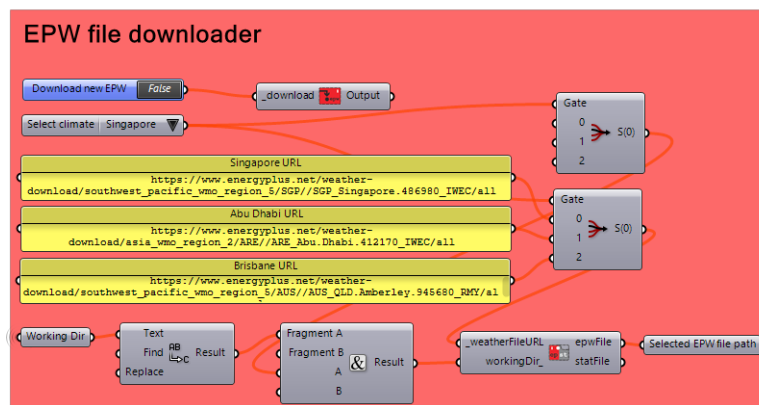 EPW file downloader
Download new EPW False
_download Output
Select climate Singapore
Gate
0
1
2
S(0)
Singapore URL
https://www.energyplus.net/weather-
download/southwest_pacific_wmo_region_5/SGP//SGP_Singapore.486980_IWEC/all
Abu Dhabi URL
https://www.energyplus.net/weather-
download/asia_wmo_region_2/ARE//ARE_Abu.Dhabi.412170_IWEC/all
Brisbane URL
https://www.energyplus.net/weather-
download/southwest_pacific_wmo_region_5/AUS//AUS_QLD.Amberley.945680_RMY/al
Gate
0
1
2
S(0)
Working Dir
Text
Find
Replace
AB
C
Result
Fragment A
Fragment B
A
B
&
Result
_weatherFileURL
workingDir_
epwFile
statFile
Selected EPW file path